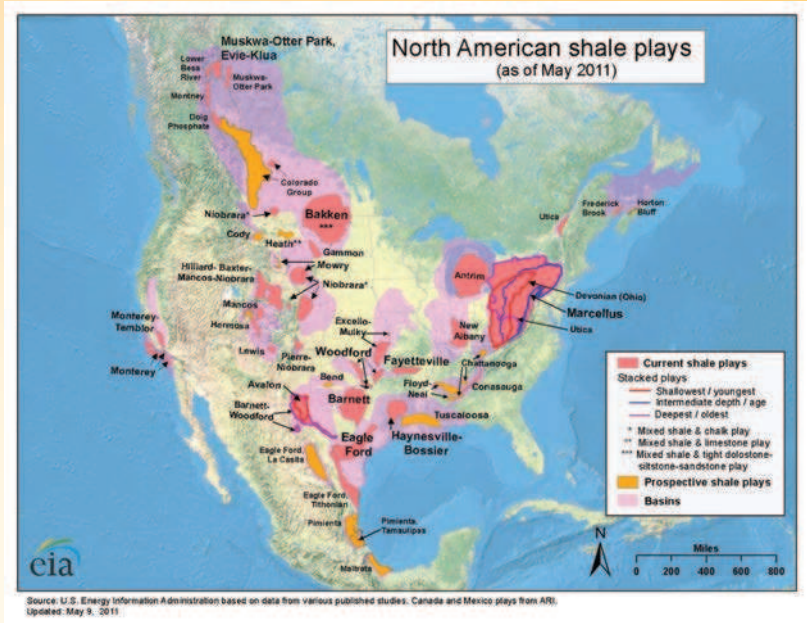 North American shale plays
(as of May 2011)
Muskwa-Otter Park,
Evie-Klua
Lower
Bess
River
Muskwa-
Otter Park
Montney
Doig
Phosphate
Colorado
Group
Niobrara*
Bakken
***
Cody
Heath**
Gammon
Mowry
Hilliard- Baxter-
Mancos-Niobrara
Niobrara*
Mancos
Hermosa
Monterey-
Temblor
Monterey
Lewis
Pierre-
Niobrara
Excello-
Mulky
Woodford
Fayetteville
Bend
Avalon
Barnett
Barnett-
Woodford
Eagle
Ford
Haynesville-
Bossier
Eagle Ford,
La Casita
Eagle Ford,
Tithonian
Pimienta
Pimienta,
Tamaulipas
Maltrata
Antrim
New
Albany
Chattanooga
Floyd-
Neal
Conasauga
Tuscaloosa
Devonian (Ohio)
Marcellus
Utica
Utica
Frederick
Brook
Horton
Bluff
Current shale plays
Stacked plays
Shallowest / youngest
Intermediate depth / age
Deepest / oldest
* Mixed shale & chalk play
** Mixed shale & limestone play
*** Mixed shale & tight dolostone-
siltstone-sandstone play
Prospective shale plays
Basins
N
Miles
0 200 400 600 800
eia
Source: U.S. Energy Information Administration based on data from various published studies. Canada and Mexico plays from ARI.
Updated: May 9, 2011